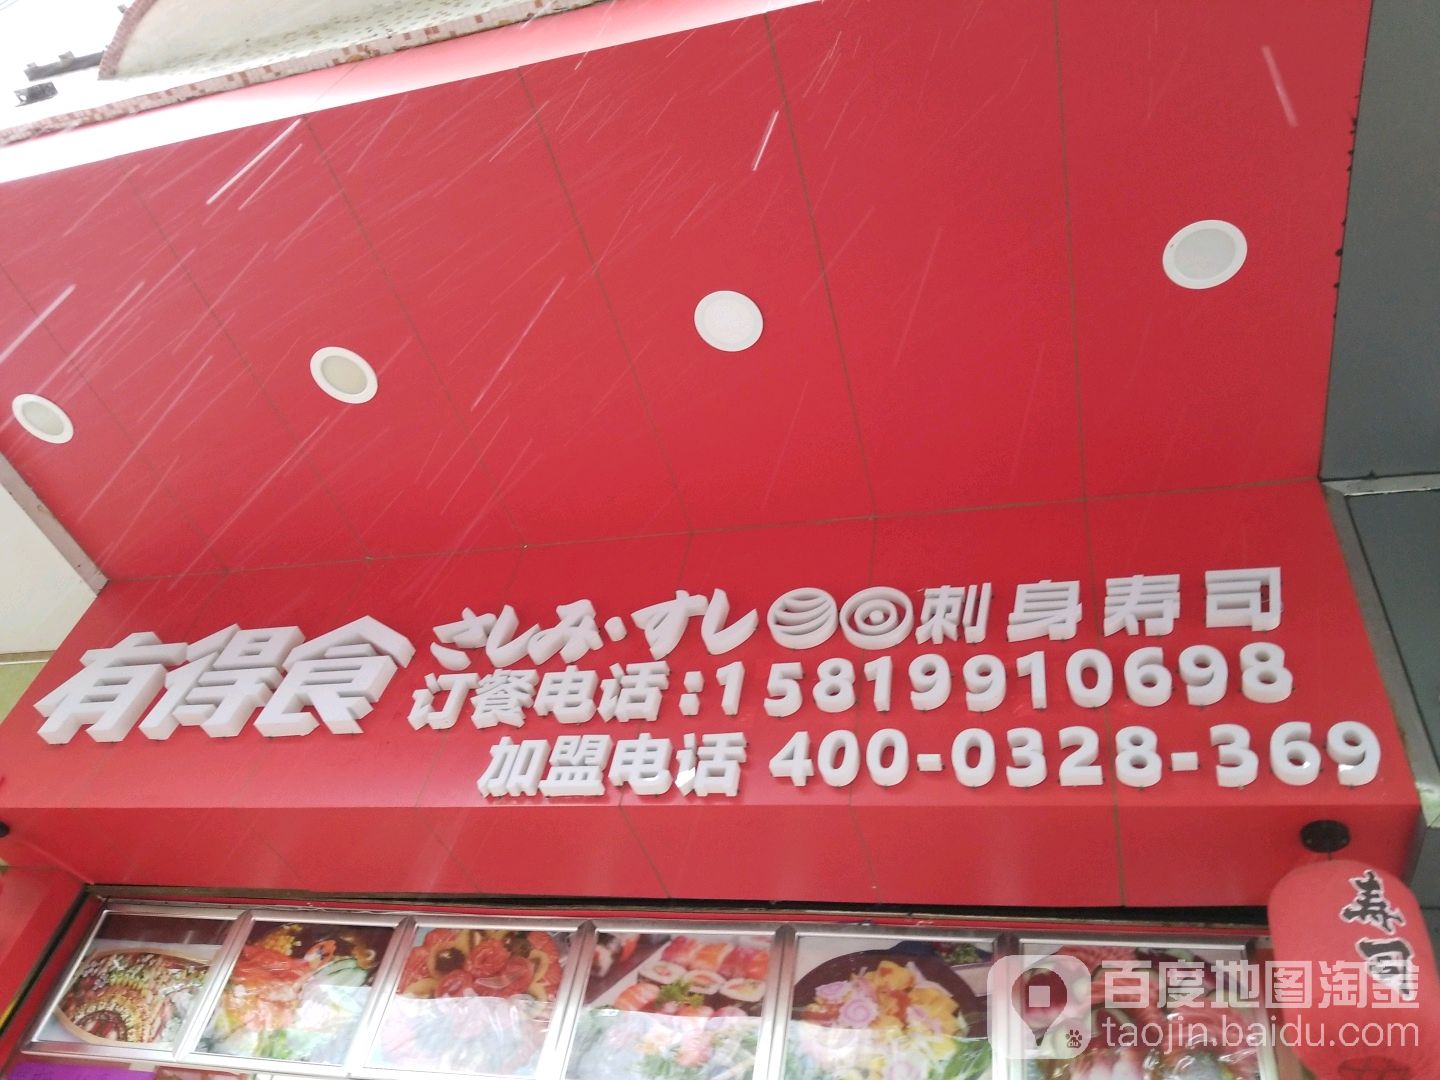 有得食
さしみ·すし 刺身寿司
订餐电话:15819910698
加盟电话 400-0328-369
寿司
百度地图淘金
taojin.baidu.com